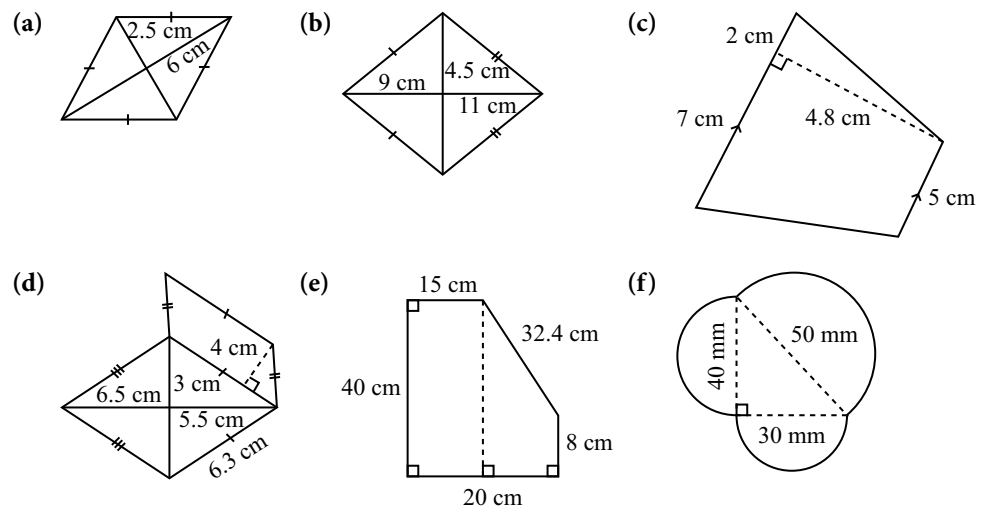 (a)
2.5 cm
6 cm
(b)
9 cm
4.5 cm
11 cm
(c)
2 cm
7 cm
4.8 cm
5 cm
(d)
4 cm
6.5 cm
3 cm
5.5 cm
6.3 cm
(e)
15 cm
32.4 cm
40 cm
8 cm
20 cm
(f)
40 mm
50 mm
30 mm